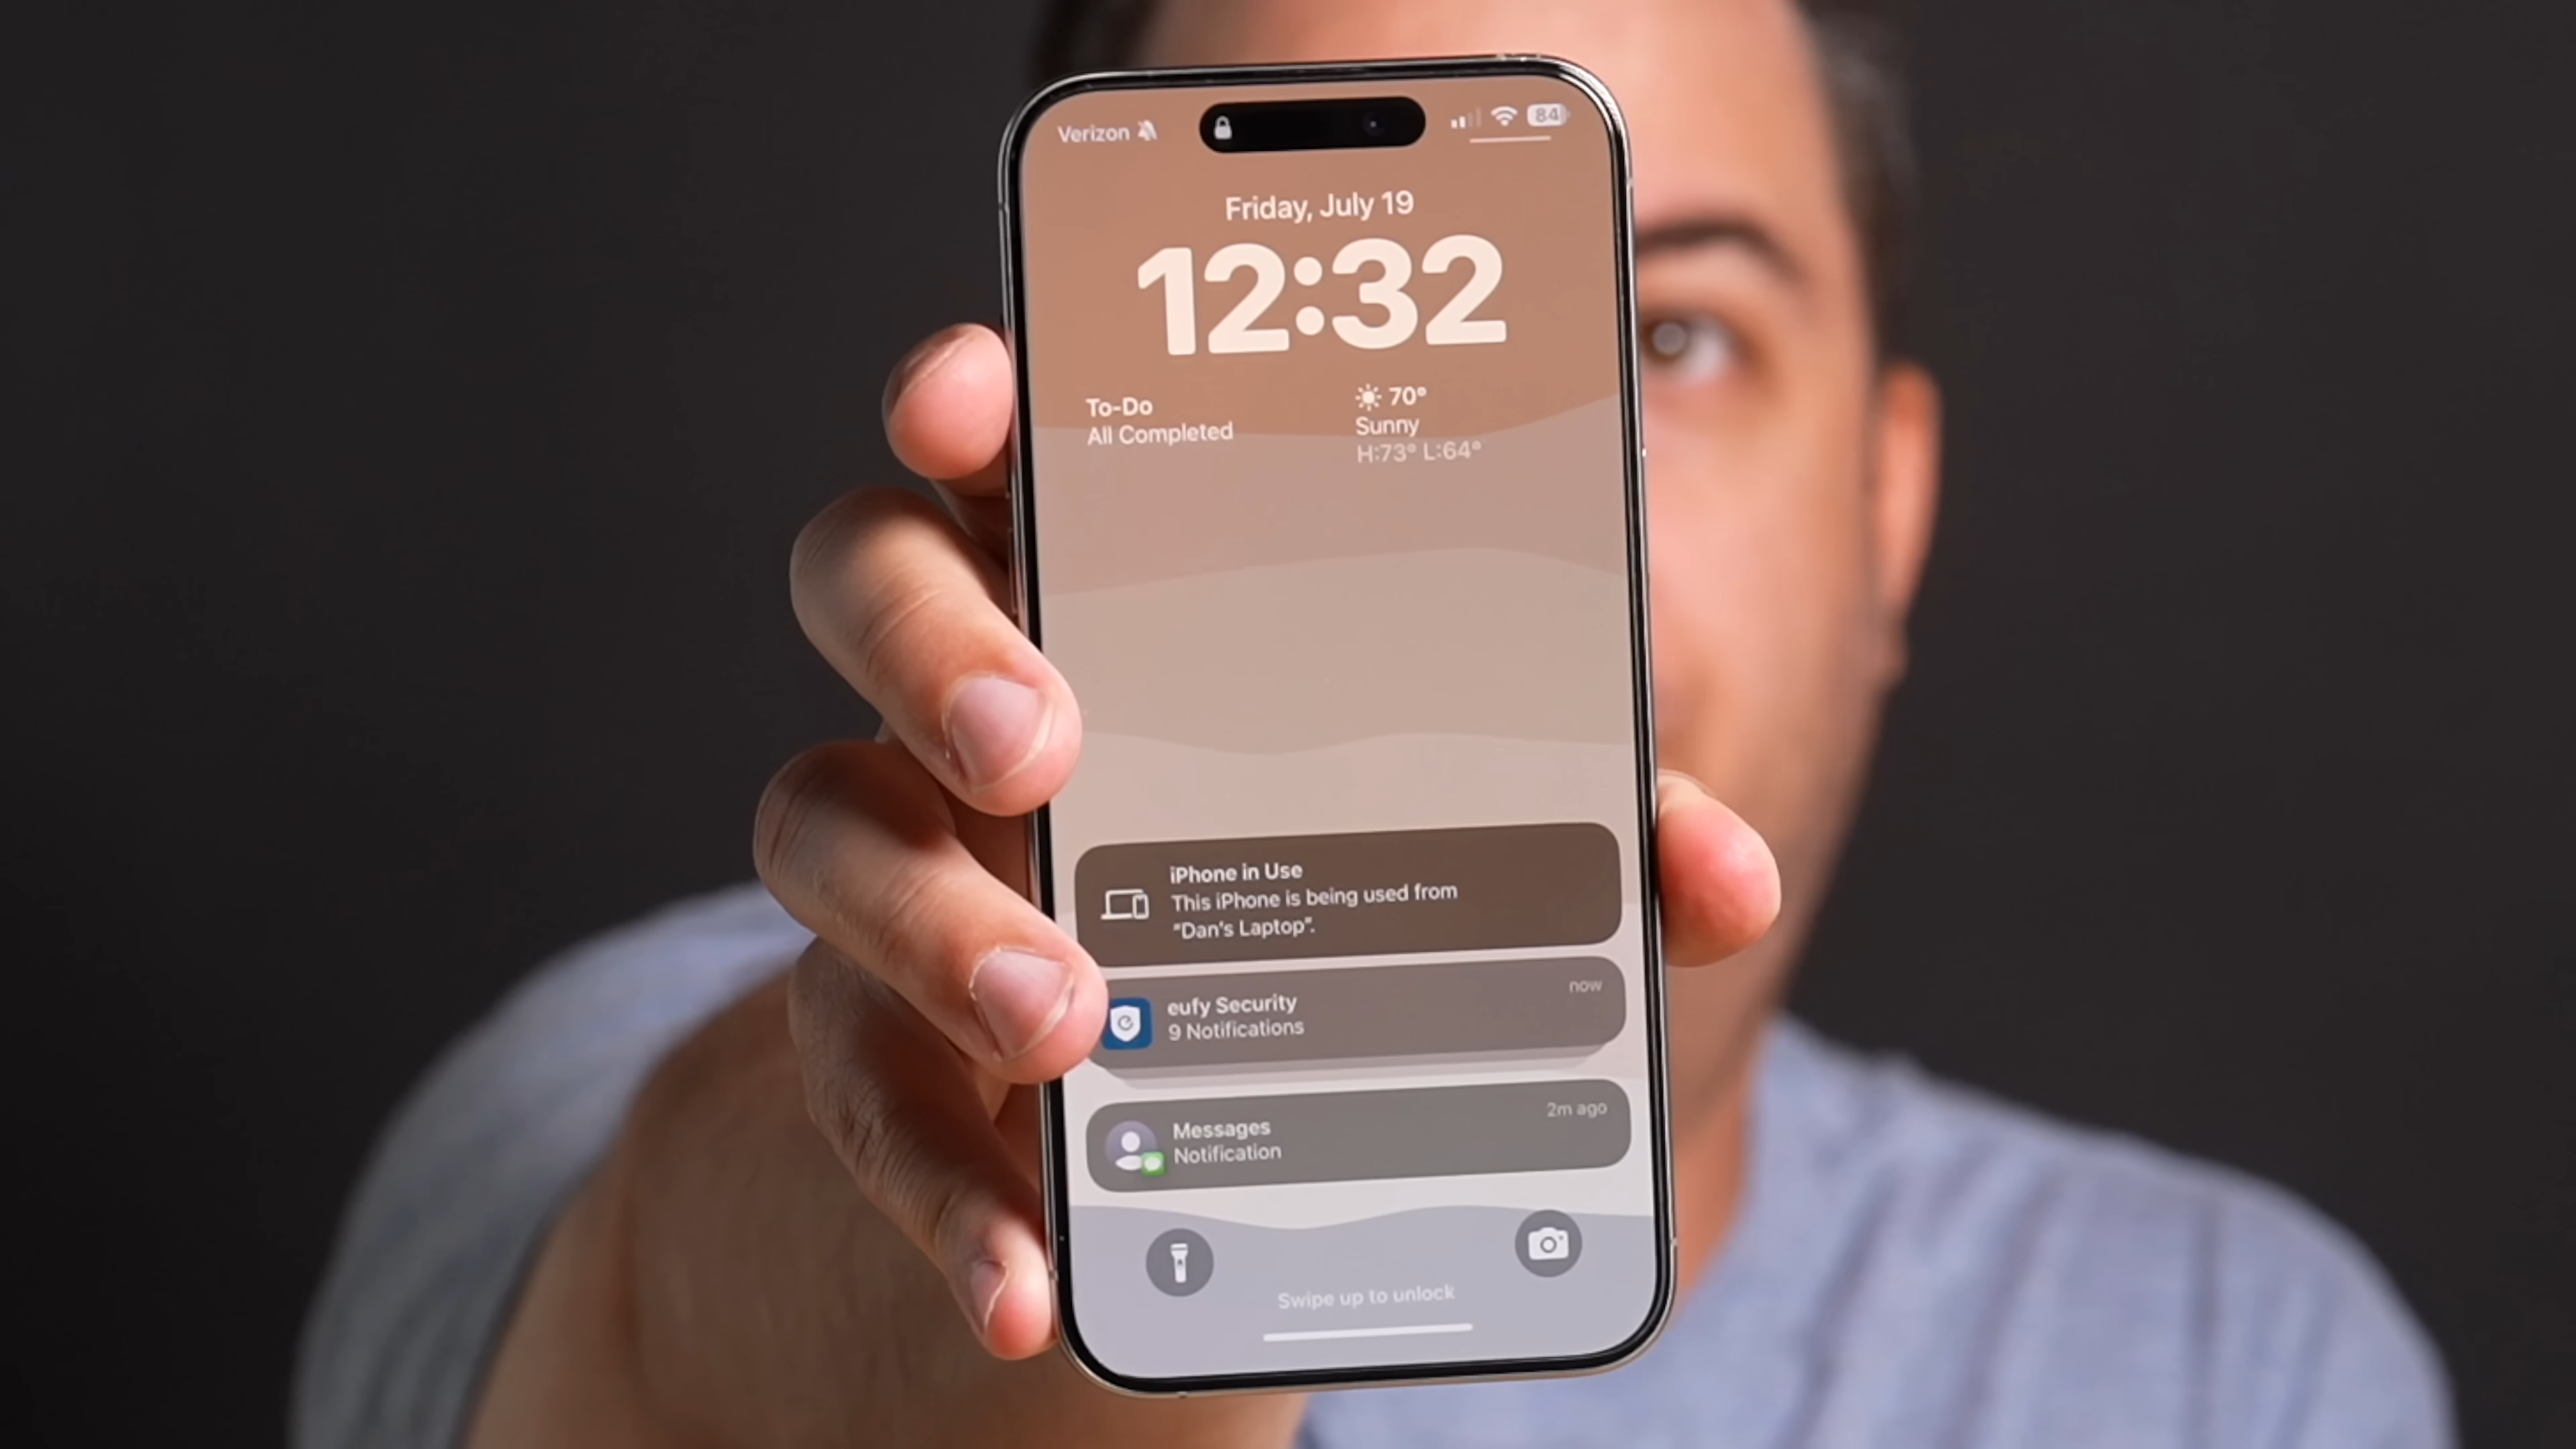 Verizon
84
Friday, July 19
12:32
To-Do
All Completed
70°
Sunny
H:73° L:64°
iPhone in Use
This iPhone is being used from
“Dan's Laptop”.
eufy Security
now
9 Notifications
Messages
2m ago
Notification
Swipe up to unlock